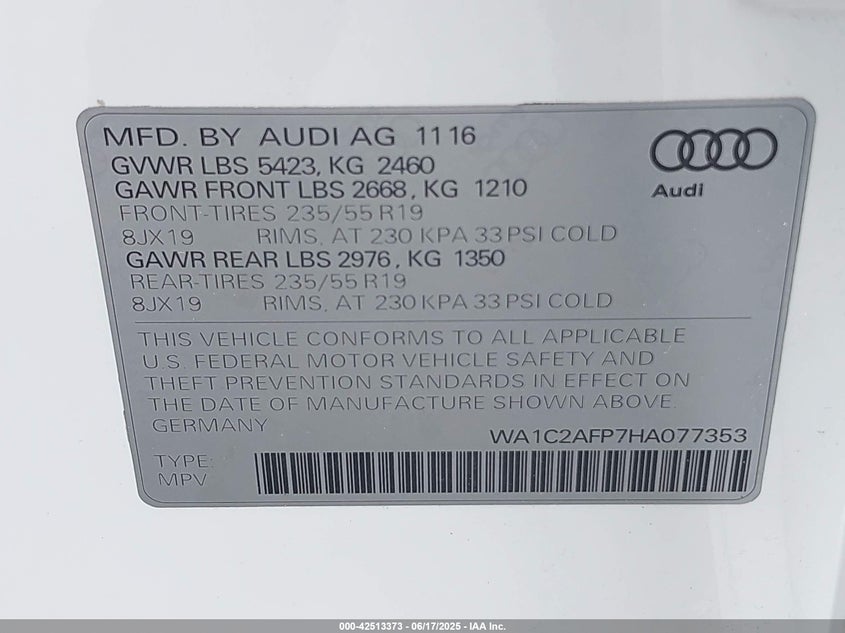 MFD. BY AUDI AG 11 16
GVWR LBS 5423, KG 2460
GAWR FRONT LBS 2668, KG 1210
FRONT-TIRES 235/55 R19
8JX19 RIMS, AT 230 KPA 33 PSI COLD
GAWR REAR LBS 2976, KG 1350
REAR-TIRES 235/55 R19
8JX19 RIMS, AT 230 KPA 33 PSI COLD
Audi
THIS VEHICLE CONFORMS TO ALL APPLICABLE
U.S. FEDERAL MOTOR VEHICLE SAFETY AND
THEFT PREVENTION STANDARDS IN EFFECT ON
THE DATE OF MANUFACTURE SHOWN ABOVE.
GERMANY
WA1C2AFP7HA077353
TYPE:
MPV
000-42513373 - 06/17/2025 - IAA Inc.